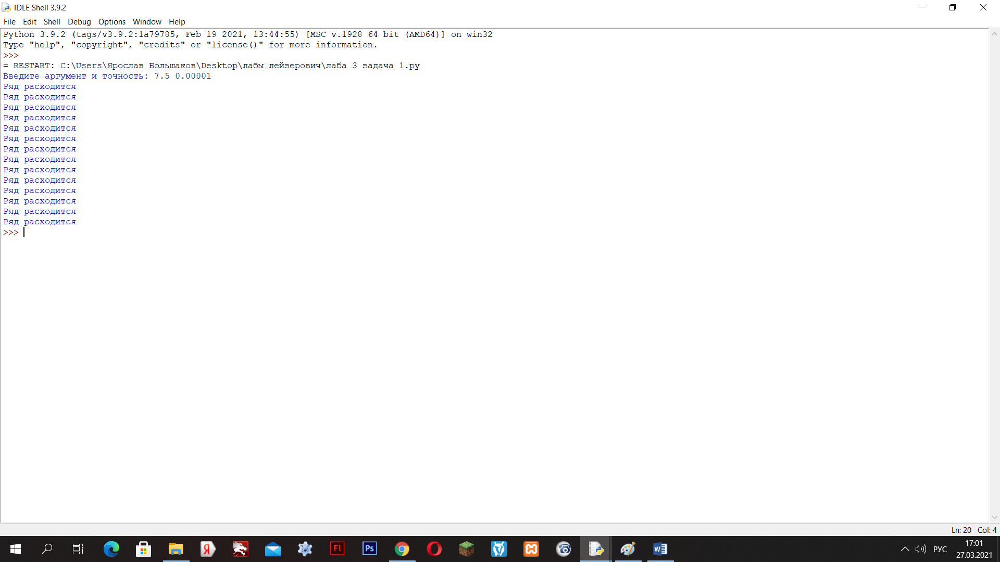 IDLE Shell 3.9.2
File Edit Shell Debug Options Window Help
Python 3.9.2 (tags/v3.9.2:1a79785, Feb 19 2021, 13:44:55) [MSC v.1928 64 bit (AMD64)] on win32
Type "help", "copyright", "credits" or "license()" for more information.
>>>
= RESTART: C:\Users\Ярослав Большаков\Desktop\лабы лейзерович\лаба 3 задача 1.py
Введите аргумент и точность: 7.5 0.00001
Ряд расходится
Ряд расходится
Ряд расходится
Ряд расходится
Ряд расходится
Ряд расходится
Ряд расходится
Ряд расходится
Ряд расходится
Ряд расходится
Ряд расходится
Ряд расходится
Ряд расходится
Ряд расходится
>>>
Ln: 20 Col: 4
Я
Fl
Ps
РУС
17:01
27.03.2021